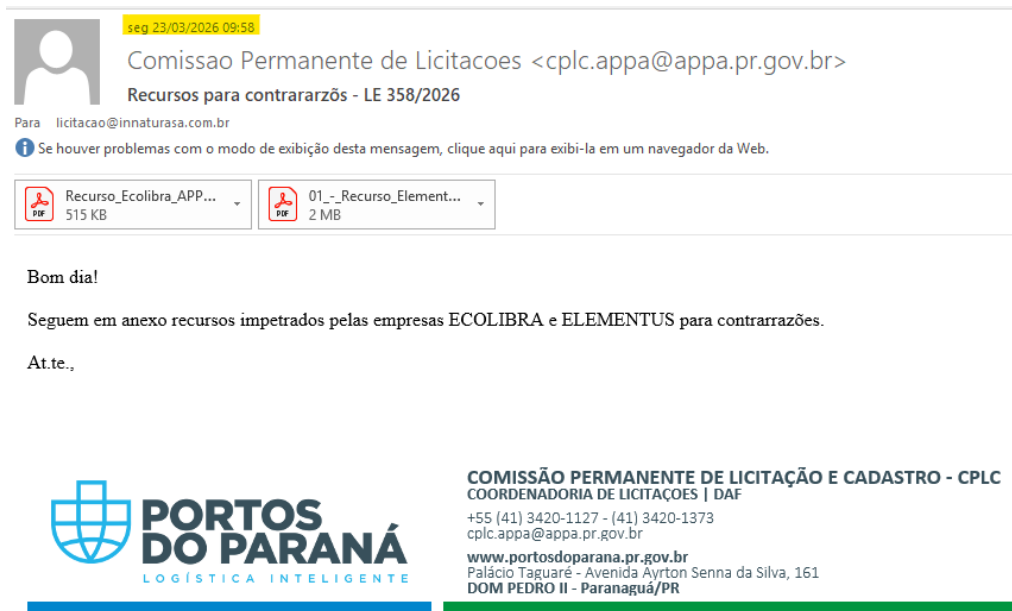 seg 23/03/2026 09:58
Comissao Permanente de Licitacoes <cplc.appa@appa.pr.gov.br>
Recursos para contrararzõs - LE 358/2026
Para licitacao@innaturasa.com.br
Se houver problemas com o modo de exibição desta mensagem, clique aqui para exibi-la em um navegador da Web.
PDF
Recurso_Ecolibra_APP...
515 KB
PDF
01_-_Recurso_Element...
2 MB
Bom dia!
Seguem em anexo recursos impetrados pelas empresas ECOLIBRA e ELEMENTUS para contrarrazões.
At.te.,
PORTOS
DO PARANÁ
LOGÍSTICA INTELIGENTE
COMISSÃO PERMANENTE DE LICITAÇÃO E CADASTRO - CPLC
COORDENADORIA DE LICITAÇOES | DAF
+55 (41) 3420-1127 - (41) 3420-1373
cplc.appa@appa.pr.gov.br
www.portosdoparana.pr.gov.br
Palácio Taguaré - Avenida Ayrton Senna da Silva, 161
DOM PEDRO II - Paranaguá/PR